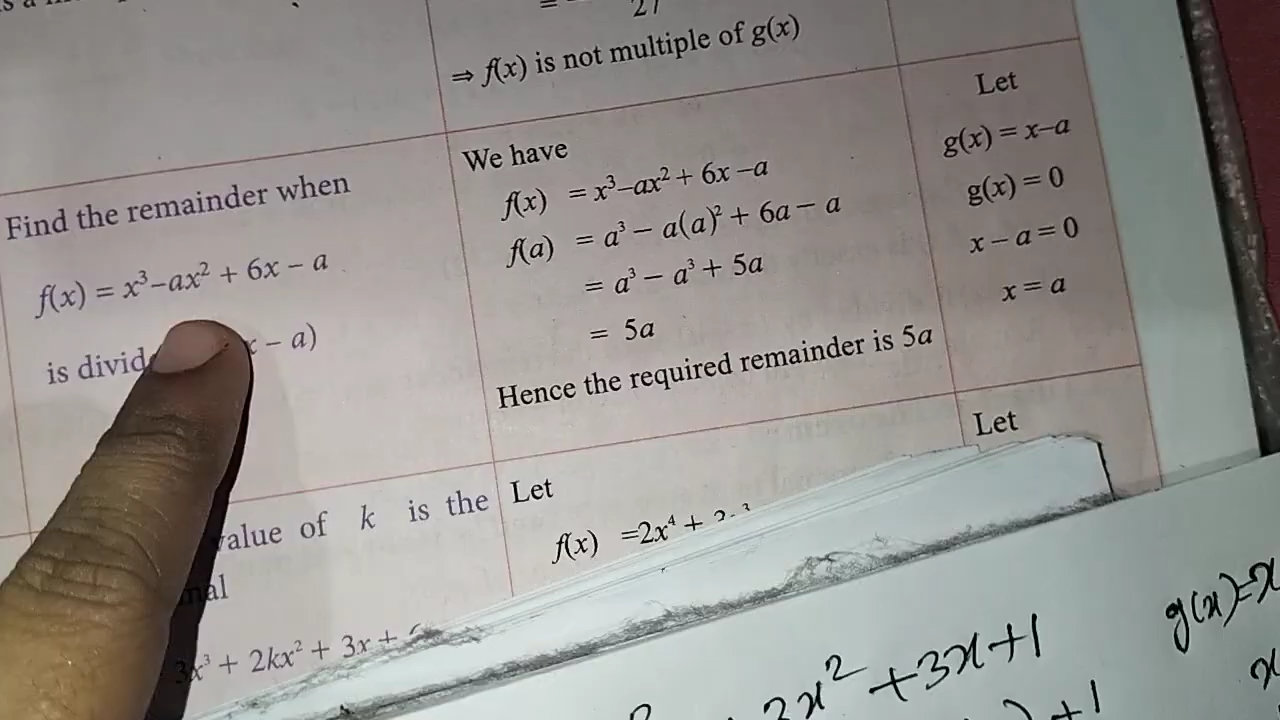 27
⇒ f(x) is not multiple of g(x)
Find the remainder when
f(x) = x³–ax² + 6x – a
is – a)
We have
f(x) = x³–ax² + 6x –a
f(a) = a³ – a(a)² + 6a – a
= a³ – a³ + 5a
= 5a
Hence the required remainder is 5a
Let
g(x) = x–a
g(x) = 0
x – a = 0
x = a
value of k is the
3x³ + 2kx² + 3x +
Let
f(x) =2x⁴ +
Let
+3x+1
g(x)=x
+1